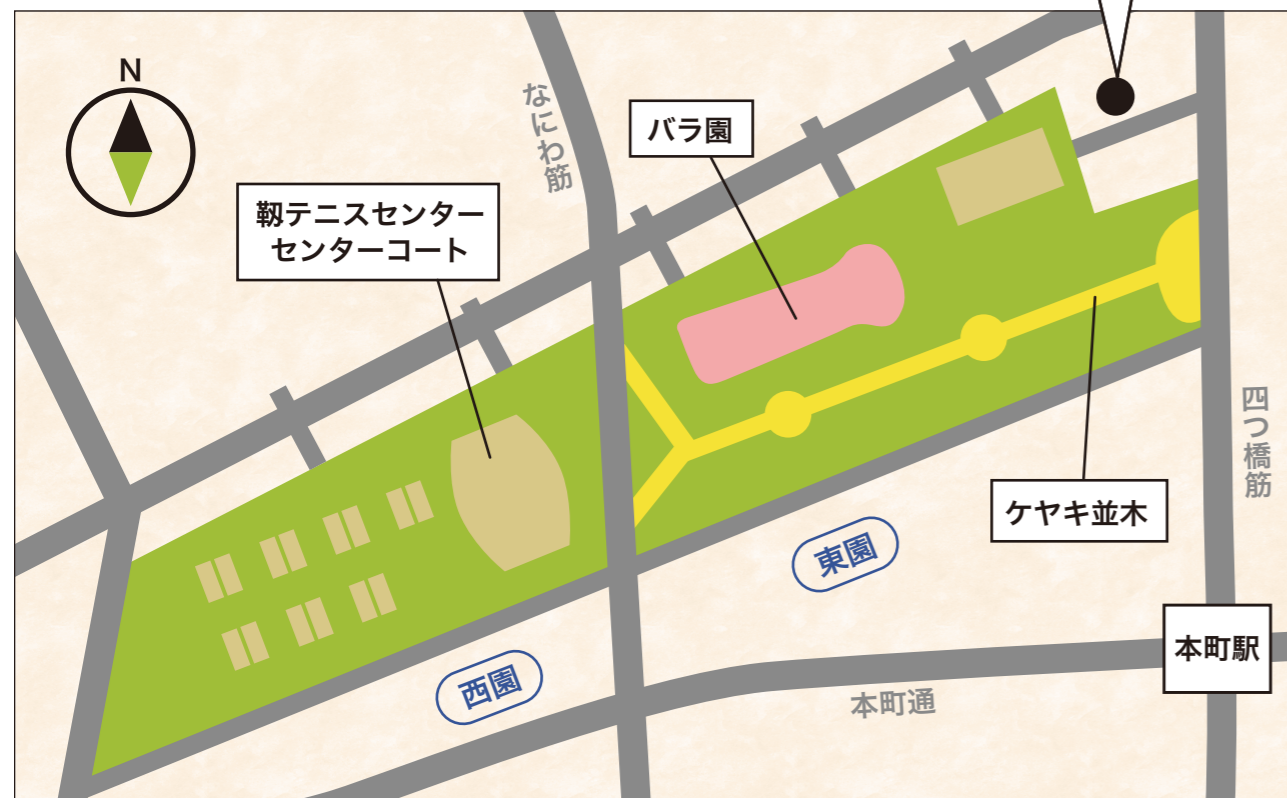 N
なにわ筋
バラ園
靱テニスセンター
センターコート
四つ橋筋
ケヤキ並木
東園
本町駅
西園
本町通